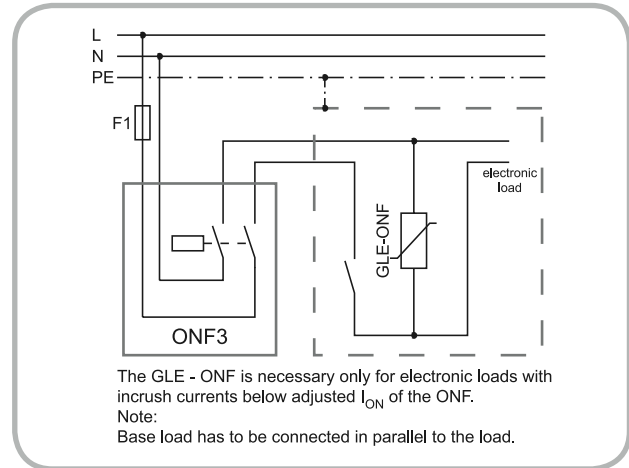 L
N
PE
F1
electronic
load
GLE-ONF
ONF3
The GLE - ONF is necessary only for electronic loads with
incrush currents below adjusted I_ON of the ONF.
Note:
Base load has to be connected in parallel to the load.